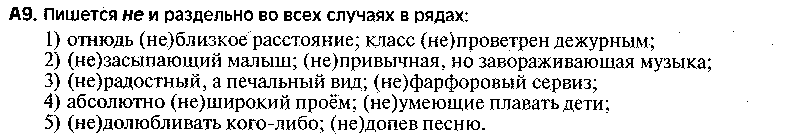 А9. Пишется не и раздельно во всех случаях в рядах:
1) отнюдь (не)близкое расстояние; класс (не)проветрен дежурным;
2) (не)засыпающий малыш; (не)привычная, но завораживающая музыка;
3) (не)радостный, а печальный вид; (не)фарфоровый сервиз;
4) абсолютно (не)широкий проём; (не)умеющие плавать дети;
5) (не)долюбливать кого-либо; (не)допев песню.